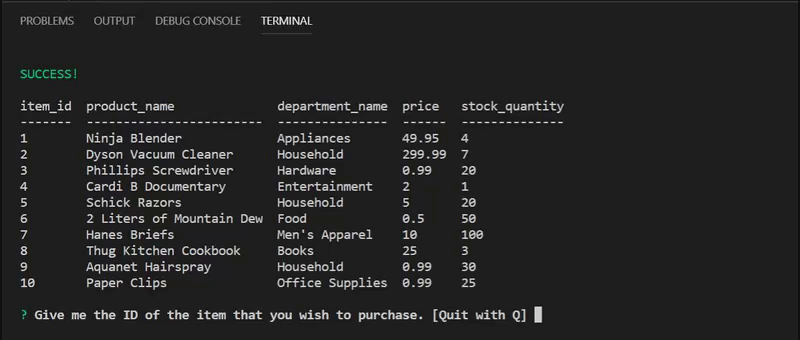 PROBLEMS OUTPUT DEBUG CONSOLE TERMINAL
SUCCESS!
item_id product_name department_name price stock_quantity
------- ------------------------ --------------- ------ --------------
1 Ninja Blender Appliances 49.95 4
2 Dyson Vacuum Cleaner Household 299.99 7
3 Phillips Screwdriver Hardware 0.99 20
4 Cardi B Documentary Entertainment 2 1
5 Schick Razors Household 5 20
6 2 Liters of Mountain Dew Food 0.5 50
7 Hanes Briefs Men's Apparel 10 100
8 Thug Kitchen Cookbook Books 25 3
9 Aquanet Hairspray Household 0.99 30
10 Paper Clips Office Supplies 0.99 25
? Give me the ID of the item that you wish to purchase. [Quit with Q]